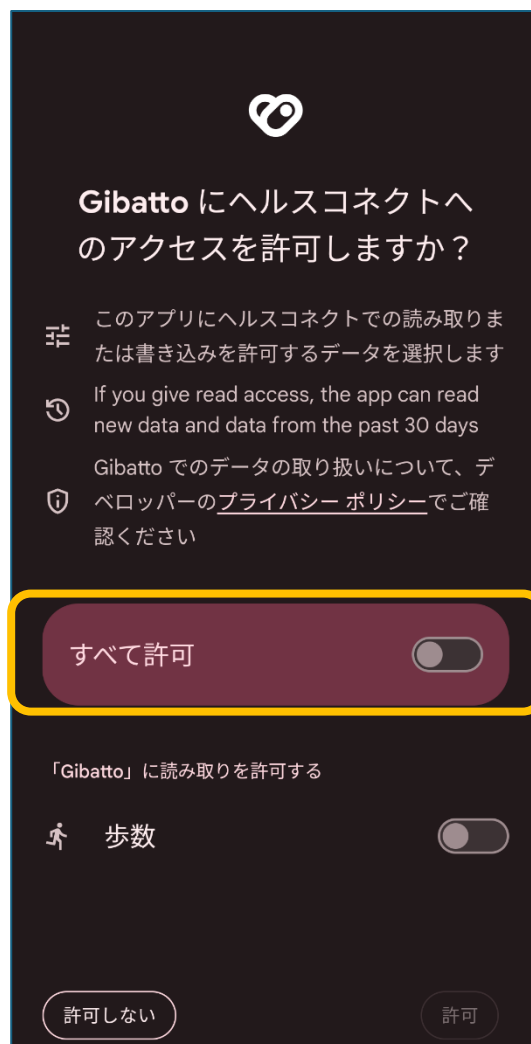 Gibatto にヘルスコネクトへ
のアクセスを許可しますか？
このアプリにヘルスコネクトでの読み取りま
たは書き込みを許可するデータを選択します
If you give read access, the app can read
new data and data from the past 30 days
Gibatto でのデータの取り扱いについて、デ
ベロッパーのプライバシー ポリシーでご確
認ください
すべて許可
「Gibatto」に読み取りを許可する
歩数
許可しない
許可